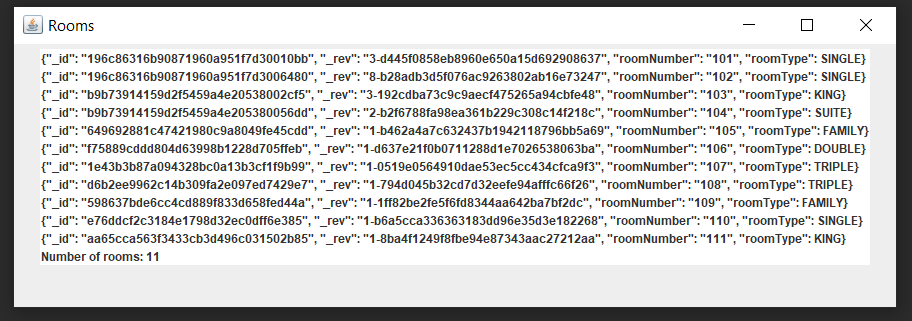 Rooms
{"_id": "196c86316b90871960a951f7d30010bb", "_rev": "3-d445f0858eb8960e650a15d692908637", "roomNumber": "101", "roomType": SINGLE}
{"_id": "196c86316b90871960a951f7d3006480", "_rev": "8-b28adb3d5f076ac9263802ab16e73247", "roomNumber": "102", "roomType": SINGLE}
{"_id": "b9b73914159d2f5459a4e20538002cf5", "_rev": "3-192cdba73c9c9aecf475265a94cbfe48", "roomNumber": "103", "roomType": KING}
{"_id": "b9b73914159d2f5459a4e205380056dd", "_rev": "2-b2f6788fa98ea361b229c308c14f218c", "roomNumber": "104", "roomType": SUITE}
{"_id": "649692881c47421980c9a8049fe45cdd", "_rev": "1-b462a4a7c632437b1942118796bb5a69", "roomNumber": "105", "roomType": FAMILY}
{"_id": "f75889cddd804d63998b1228d705ffeb", "_rev": "1-d637e21f0b0711288d1e7026538063ba", "roomNumber": "106", "roomType": DOUBLE}
{"_id": "1e43b3b87a094328bc0a13b3cf1f9b99", "_rev": "1-0519e0564910dae53ec5cc434cfca9f3", "roomNumber": "107", "roomType": TRIPLE}
{"_id": "d6b2ee9962c14b309fa2e097ed7429e7", "_rev": "1-794d045b32cd7d32eefe94afffc66f26", "roomNumber": "108", "roomType": TRIPLE}
{"_id": "598637bde6cc4cd889f833d658fed44a", "_rev": "1-1ff82be2fe5f6fd8344aa642ba7bf2dc", "roomNumber": "109", "roomType": FAMILY}
{"_id": "e76ddcf2c3184e1798d32ec0dff6e385", "_rev": "1-b6a5cca336363183dd96e35d3e182268", "roomNumber": "110", "roomType": SINGLE}
{"_id": "aa65cca563f3433cb3d496c031502b85", "_rev": "1-8ba4f1249f8fbe94e87343aac27212aa", "roomNumber": "111", "roomType": KING}
Number of rooms: 11